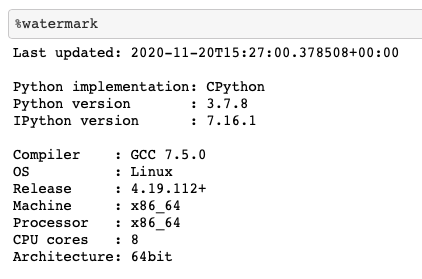 %watermark
Last updated: 2020-11-20T15:27:00.378508+00:00
Python implementation: CPython
Python version       : 3.7.8
IPython version      : 7.16.1
Compiler    : GCC 7.5.0
OS          : Linux
Release     : 4.19.112+
Machine     : x86_64
Processor   : x86_64
CPU cores   : 8
Architecture: 64bit